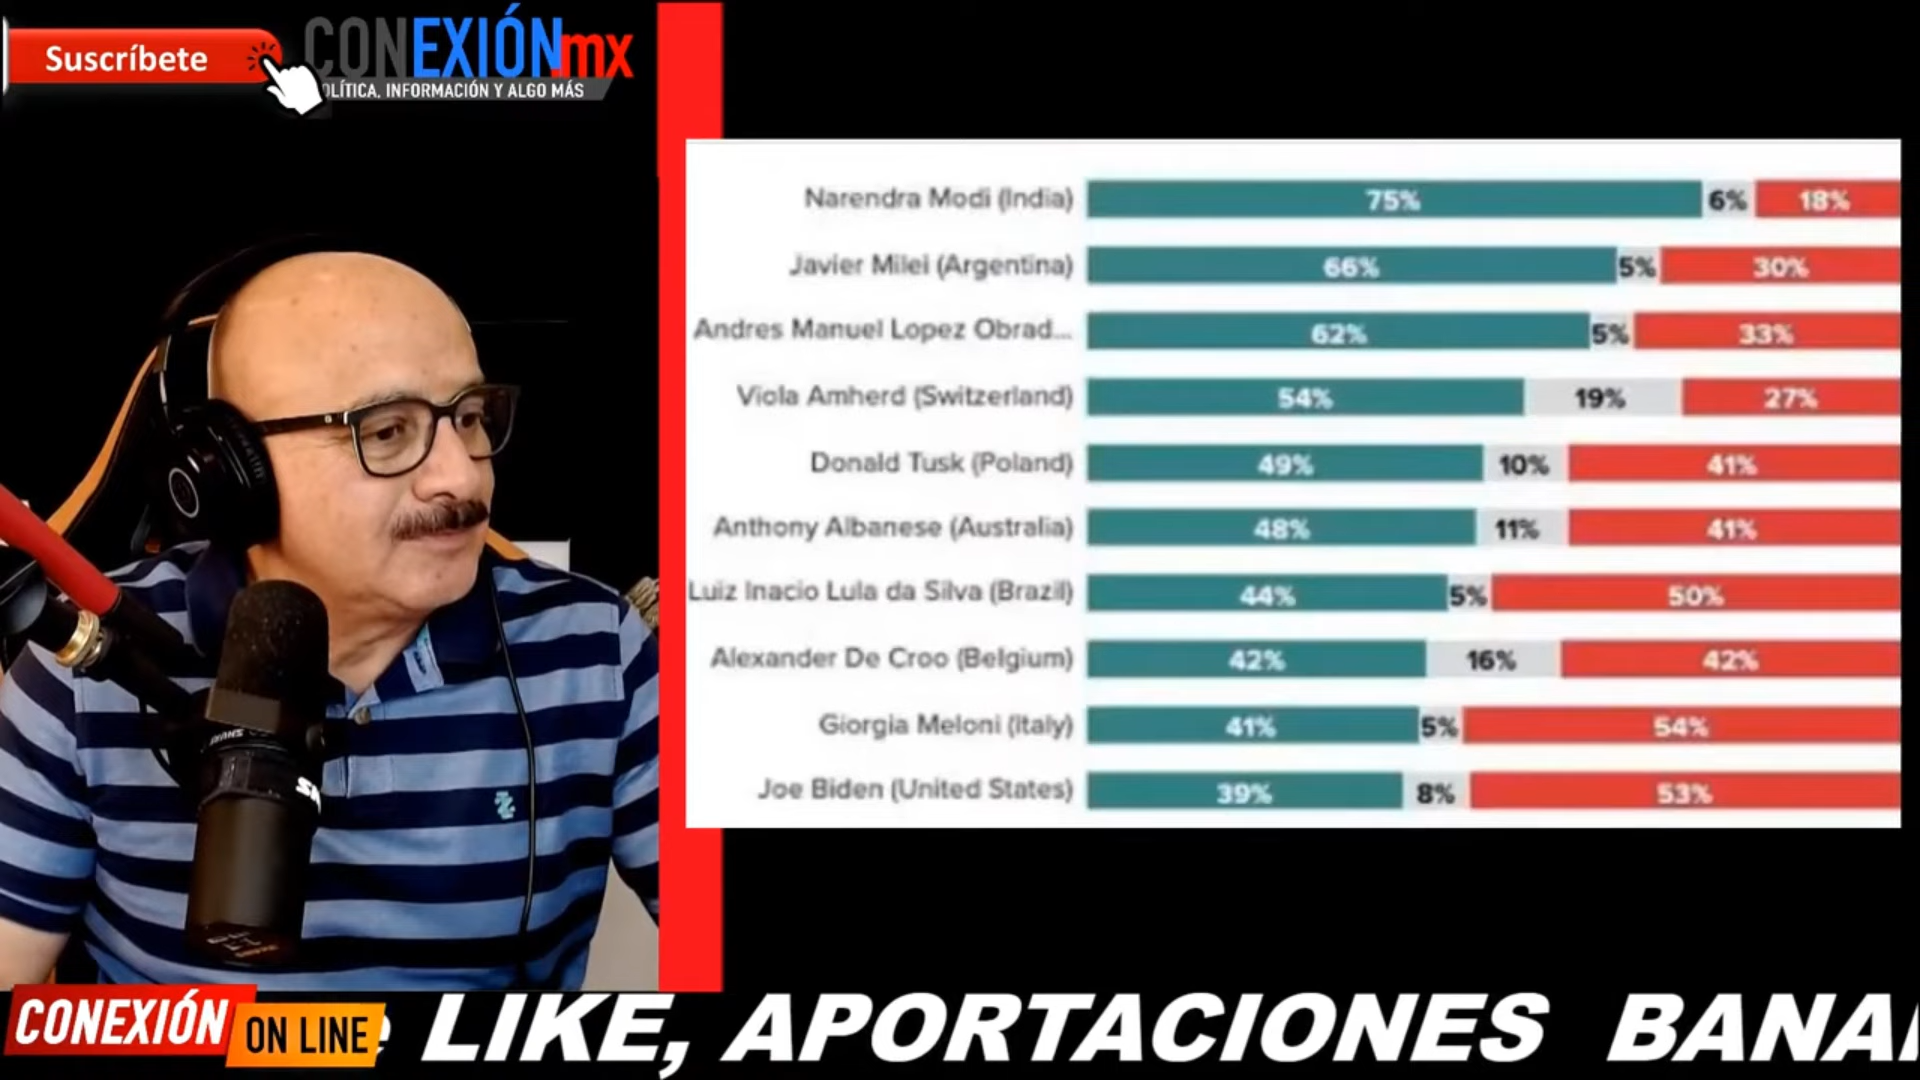 Suscríbete
CONEXIÓNmx
OLÍTICA, INFORMACIÓN Y ALGO MÁS
Narendra Modi (India) 75% 6% 18%
Javier Milei (Argentina) 66% 5% 30%
Andres Manuel Lopez Obrad... 62% 5% 33%
Viola Amherd (Switzerland) 54% 19% 27%
Donald Tusk (Poland) 49% 10% 41%
Anthony Albanese (Australia) 48% 11% 41%
Luiz Inacio Lula da Silva (Brazil) 44% 5% 50%
Alexander De Croo (Belgium) 42% 16% 42%
Giorgia Meloni (Italy) 41% 5% 54%
Joe Biden (United States) 39% 8% 53%
CONEXIÓN
ON LINE
LIKE, APORTACIONES BANA